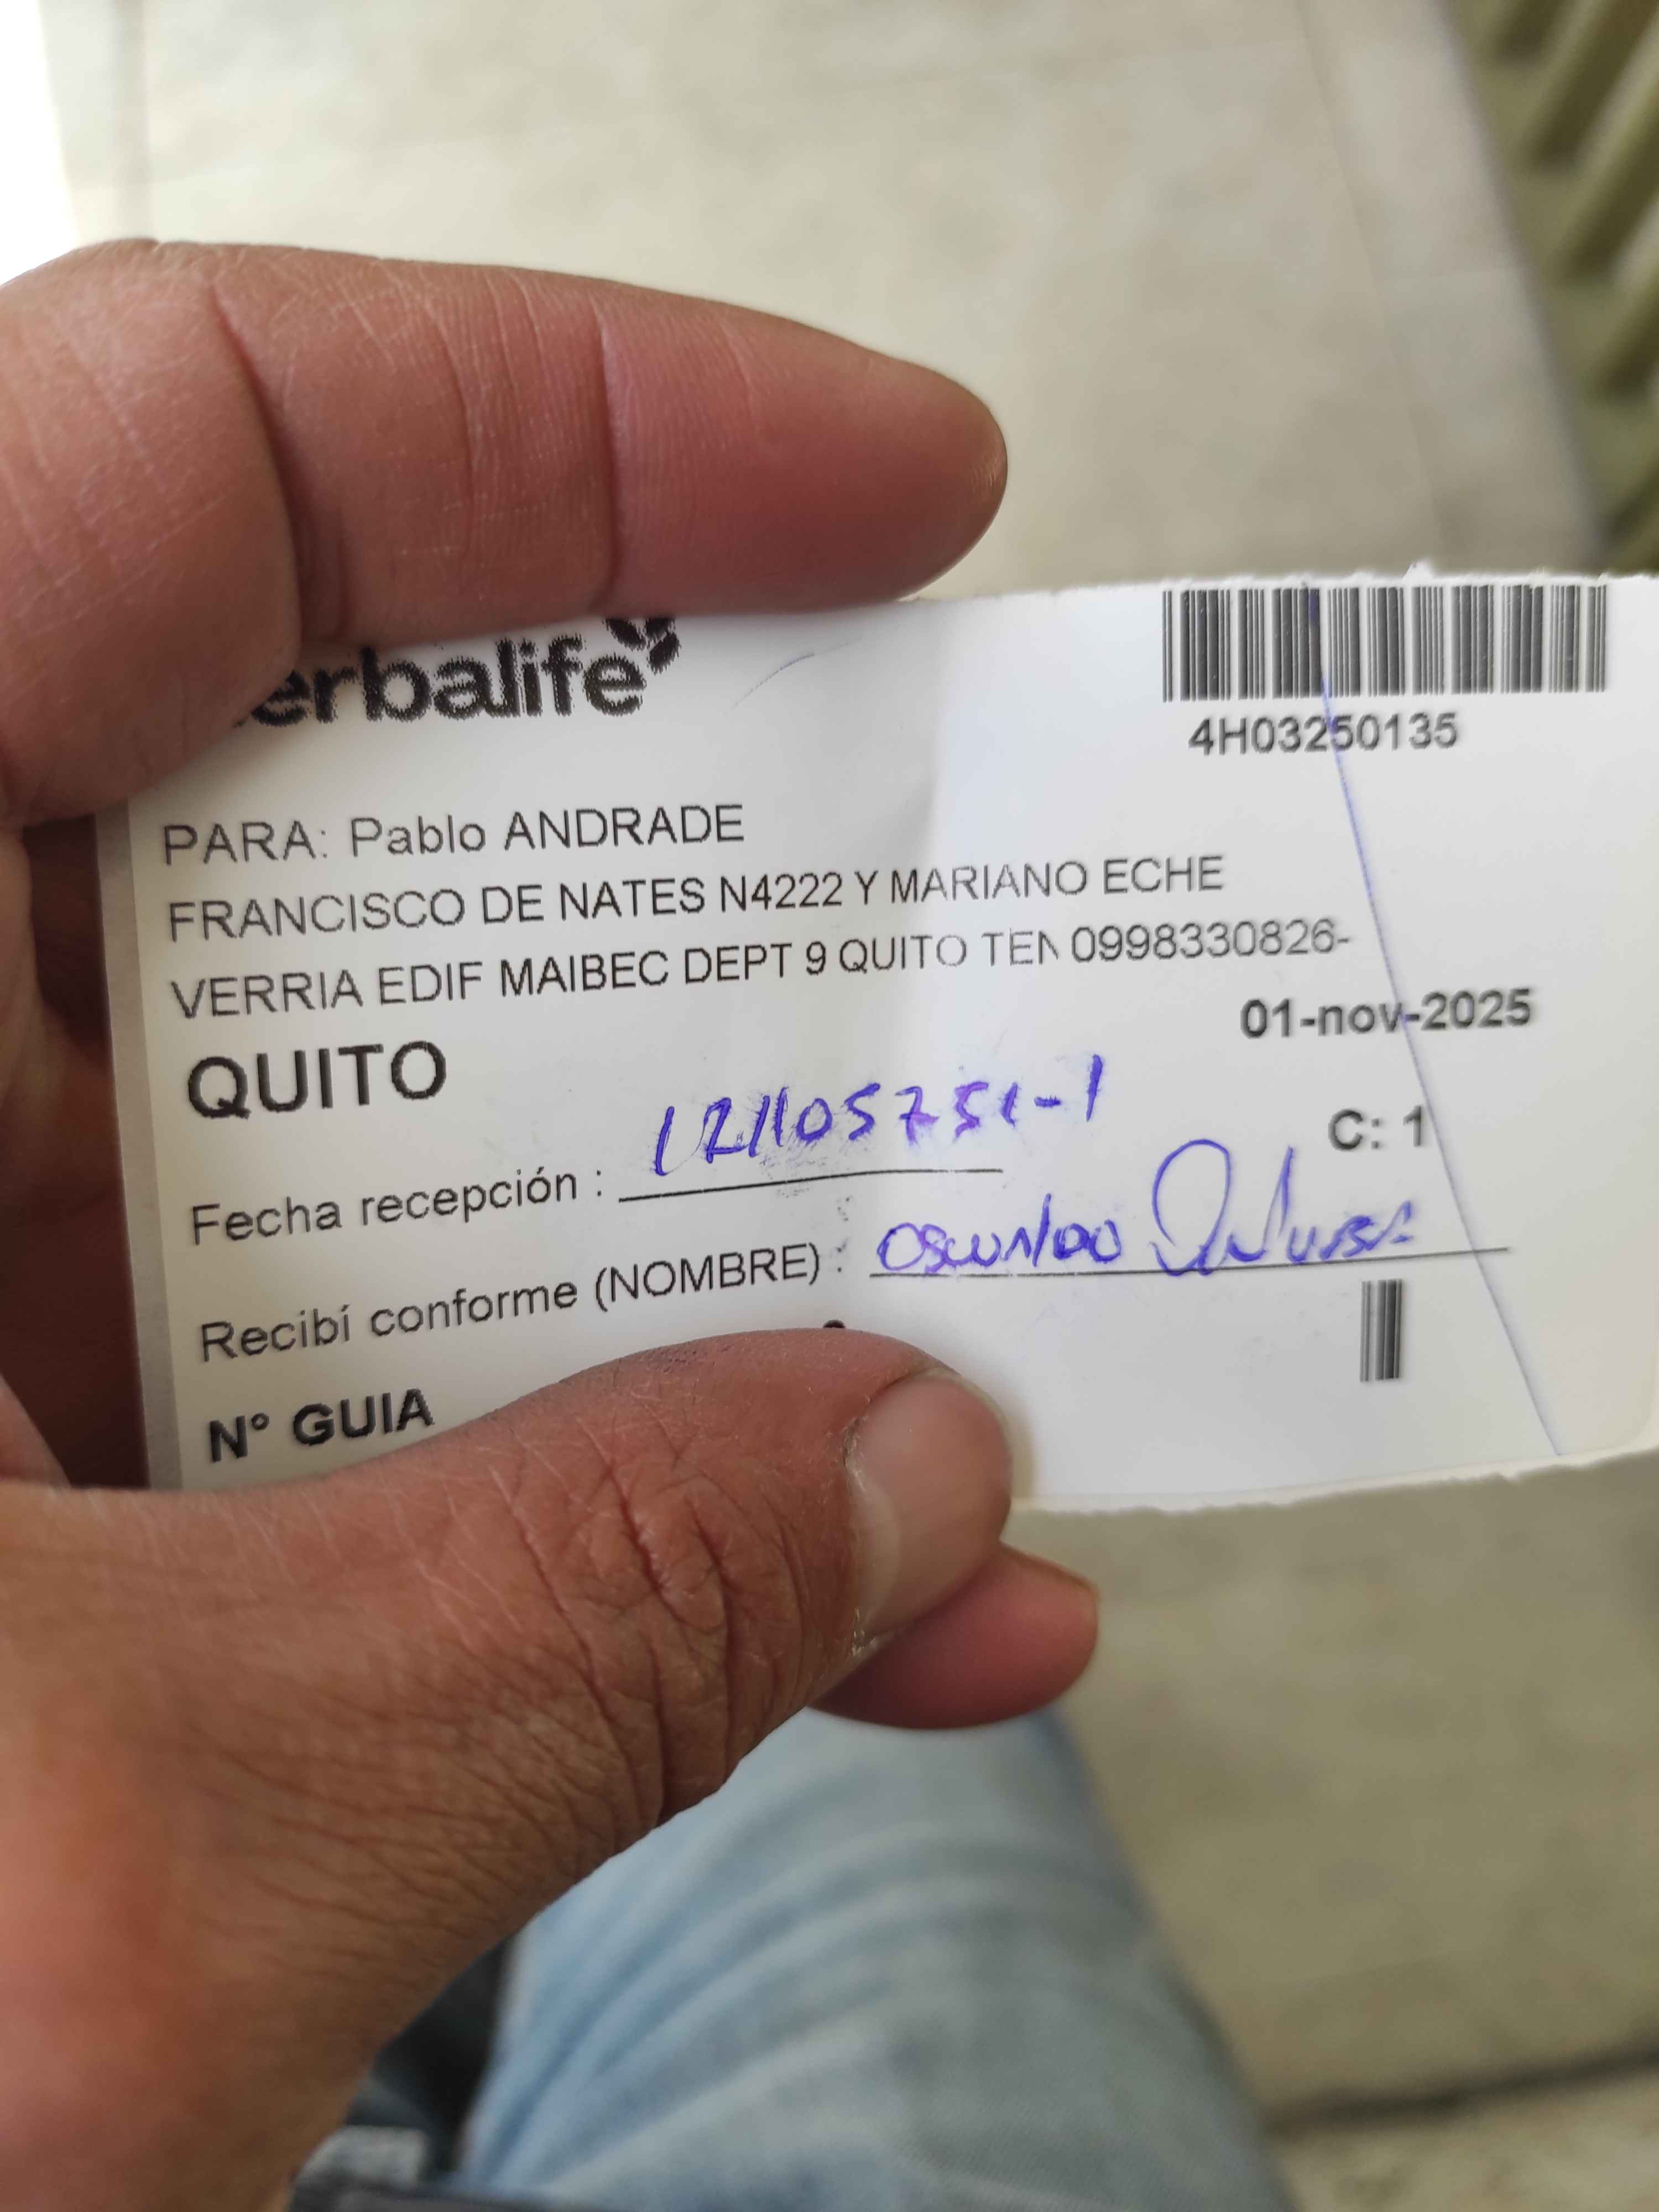 erbalife
4H03250135
PARA: Pablo ANDRADE
FRANCISCO DE NATES N4222 Y MARIANO ECHE
VERRIA EDIF MAIBEC DEPT 9 QUITO TEN 0998330826-
01-nov-2025
QUITO
C: 1
Fecha recepción :
Recibí conforme (NOMBRE) :
N° GUIA